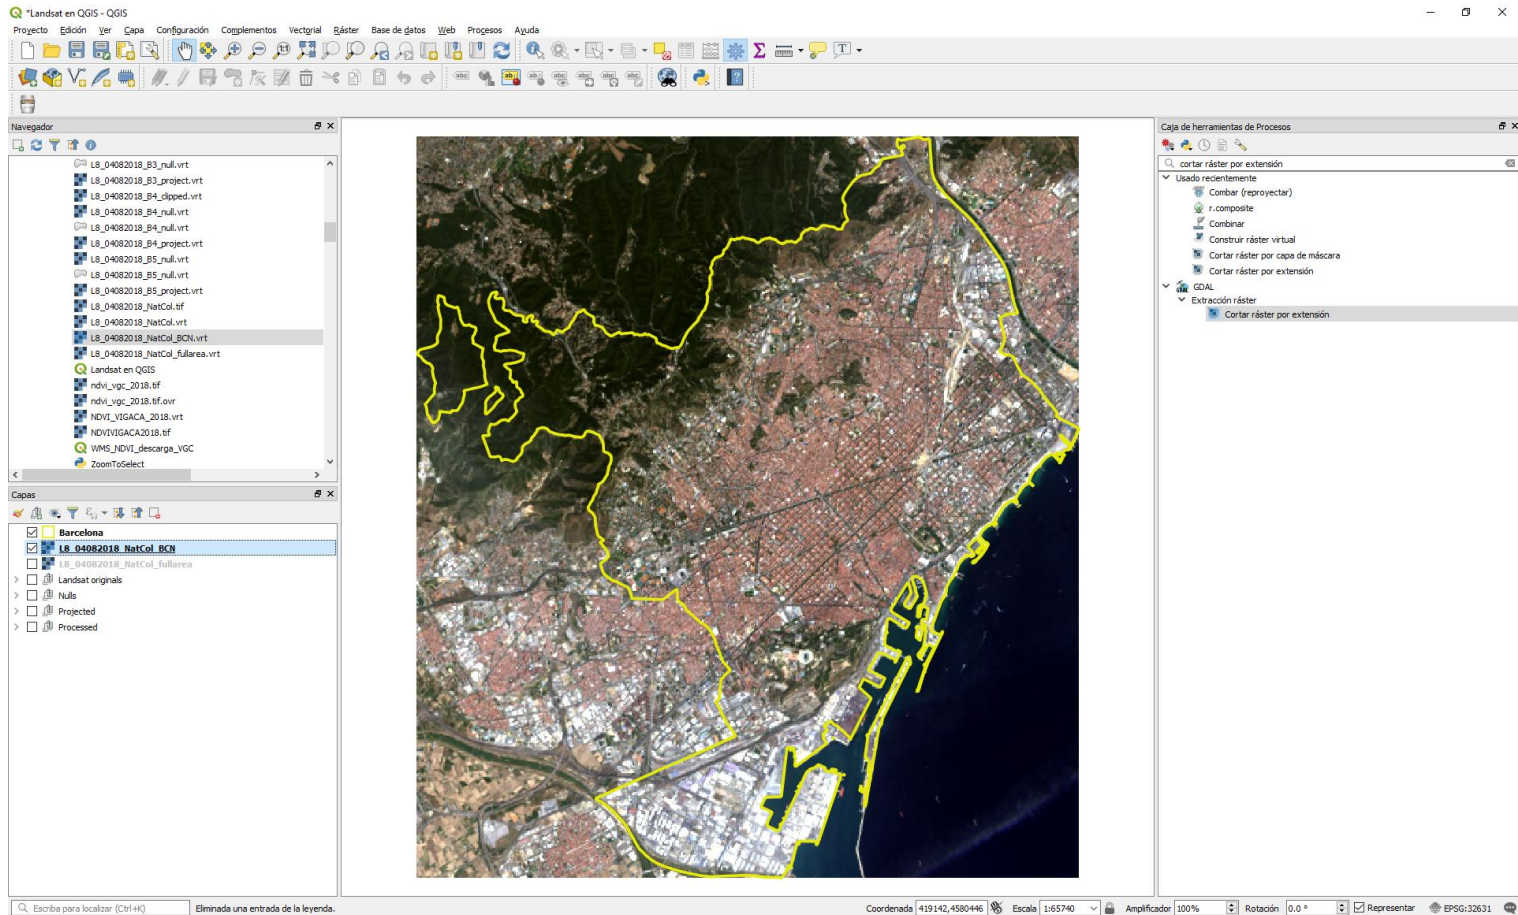 *Landsat en QGIS - QGIS
Proyecto Edición Ver Capa Configuración Complementos Vectorial Ráster Base de datos Web Procesos Ayuda
Navegador
L8_04082018_B3_null.vrt
L8_04082018_B3_project.vrt
L8_04082018_B4_clipped.vrt
L8_04082018_B4_null.vrt
L8_04082018_B4_null.vrt
L8_04082018_B4_project.vrt
L8_04082018_B5_null.vrt
L8_04082018_B5_null.vrt
L8_04082018_B5_project.vrt
L8_04082018_NatCol.tif
L8_04082018_NatCol.vrt
L8_04082018_NatCol_BCN.vrt
L8_04082018_NatCol_fullarea.vrt
Landsat en QGIS
ndvi_vgc_2018.tif
ndvi_vgc_2018.tif.ovr
NDVI_VIGACA_2018.vrt
NDVIVIGACA2018.tif
WMS_NDVI_descarga_VGC
ZoomToSelect
Capas
Barcelona
L8_04082018_NatCol_BCN
L8_04082018_NatCol_fullarea
Landsat originals
Nulls
Projected
Processed
Caja de herramientas de Procesos
cortar ráster por extensión
Usado recientemente
Combar (reproyectar)
r.composite
Combinar
Construir ráster virtual
Cortar ráster por capa de máscara
Cortar ráster por extensión
GDAL
Extracción ráster
Cortar ráster por extensión
Escriba para localizar (Ctrl+K) Eliminada una entrada de la leyenda. Coordenada 419142,4580446 Escala 1:65740 Amplificador 100% Rotación 0.0 ° Representar EPSG:32631